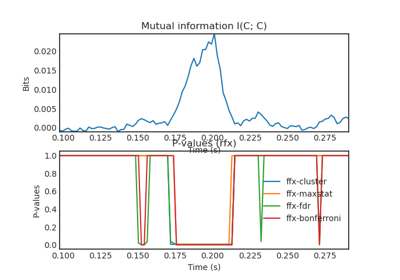 Mutual information I(C; C)
0.020
0.015
0.010
0.005
0.000
Bits
0.100 0.125 0.150 0.175 0.200 0.225 0.250 0.275
Time (s)
P-values (rfx)
1.0
0.8
0.6
0.4
0.2
0.0
P-values
ffx-cluster
ffx-maxstat
ffx-fdr
ffx-bonferroni
0.100 0.125 0.150 0.175 0.200 0.225 0.250 0.275
Time (s)